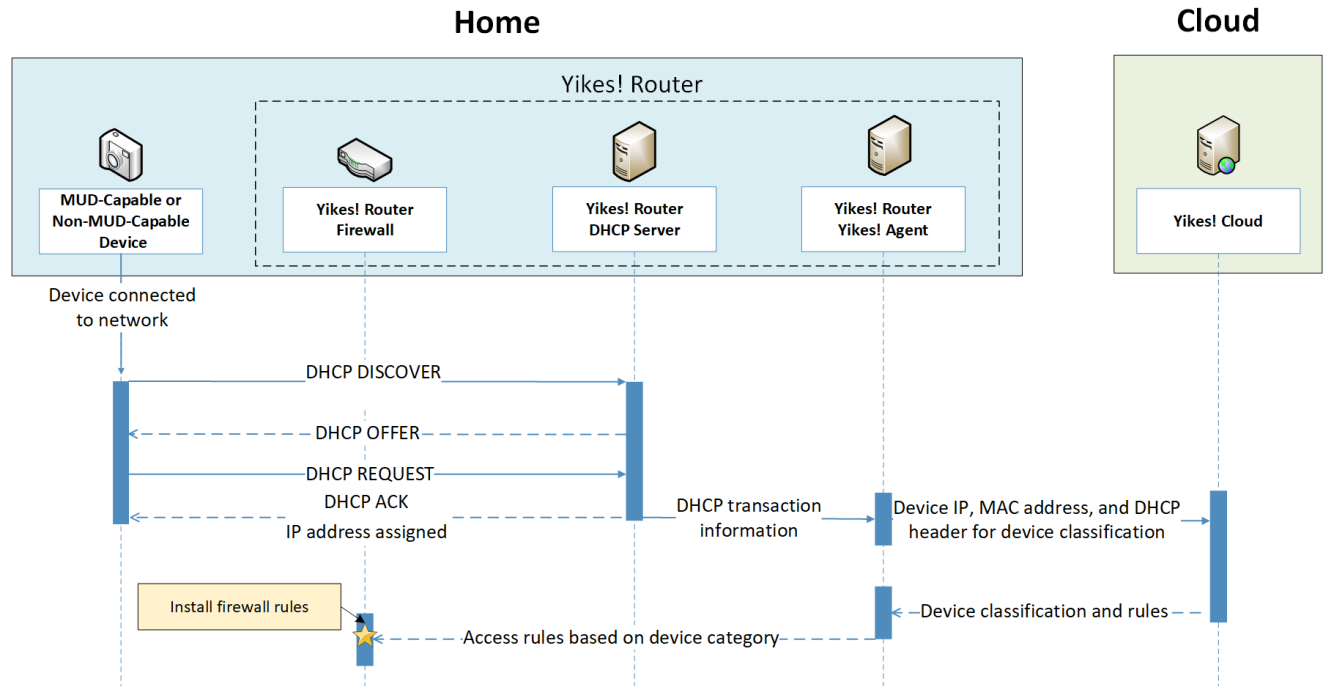 Home
Cloud
Yikes! Router
MUD-Capable or
Non-MUD-Capable
Device
Yikes! Router
Firewall
Yikes! Router
DHCP Server
Yikes! Router
Yikes! Agent
Yikes! Cloud
Device connected
to network
DHCP DISCOVER
DHCP OFFER
DHCP REQUEST
DHCP ACK
IP address assigned
DHCP transaction
information
Device IP, MAC address, and DHCP
header for device classification
Install firewall rules
Device classification and rules
Access rules based on device category